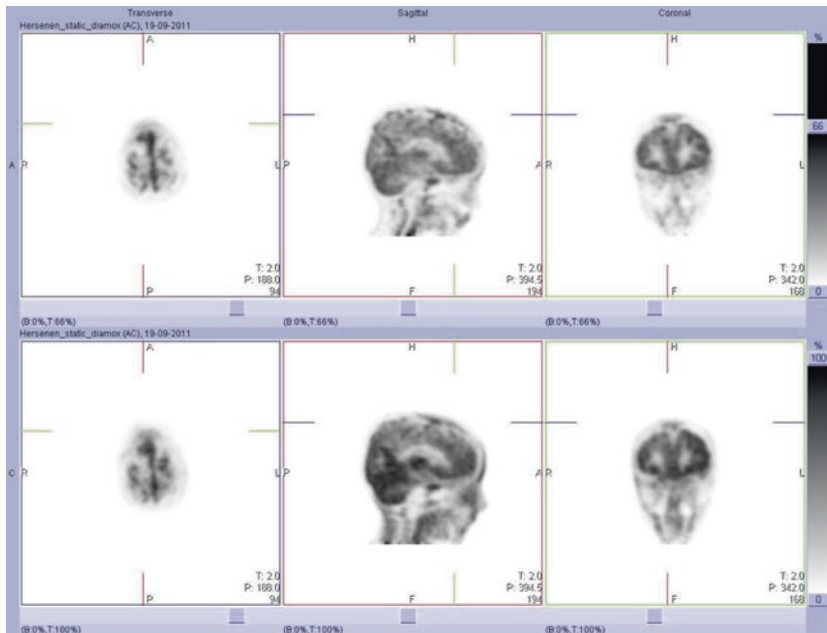 Transverse Sagittal Coronal
Hersenen_static_diamox (AC), 19-09-2011
A H H %
66
A R L P A R L
T: 2.0 T: 2.0 T: 2.0
P: 188.0 P: 394.5 P: 342.0
P 94 F 194 F 168 0
(B:0%,T:66%) (B:0%,T:66%) (B:0%,T:66%)
Hersenen_static_diamox (AC), 19-09-2011
A H H %
100
C R L P A R L
T: 2.0 T: 2.0 T: 2.0
P: 188.0 P: 394.5 P: 342.0
P 94 F 194 F 168 0
(B:0%,T:100%) (B:0%,T:100%) (B:0%,T:100%)